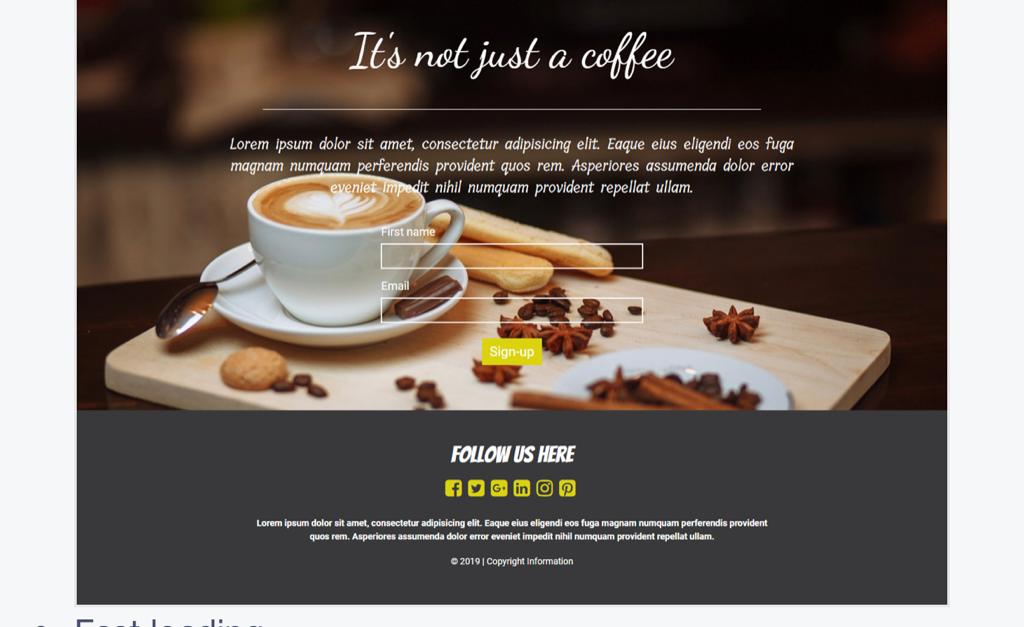 It's not just a coffee
Lorem ipsum dolor sit amet, consectetur adipisicing elit. Eaque eius eligendi eos fuga
magnam numquam perferendis provident quos rem. Asperiores assumenda dolor error
eveniet impedit nihil numquam provident repellat ullam.
First name
Email
Sign-up
FOLLOW US HERE
Lorem ipsum dolor sit amet, consectetur adipisicing elit. Eaque eius eligendi eos fuga magnam numquam perferendis provident
quos rem. Asperiores assumenda dolor error eveniet impedit nihil numquam provident repellat ullam.
© 2019 | Copyright Information